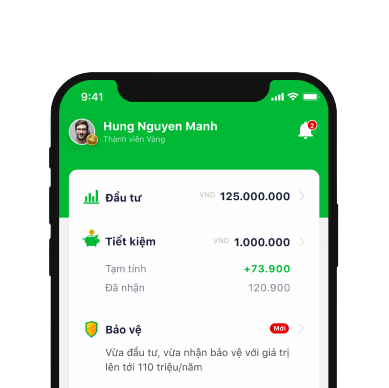 9:41
Hung Nguyen Manh
Thành viên Vàng
2
Đầu tư VND 125.000.000
Tiết kiệm VND 1.000.000
Tạm tính +73.900
Đã nhận 120.900
Bảo vệ Mới
Vừa đầu tư, vừa nhận bảo vệ với giá trị
lên tới 110 triệu/năm